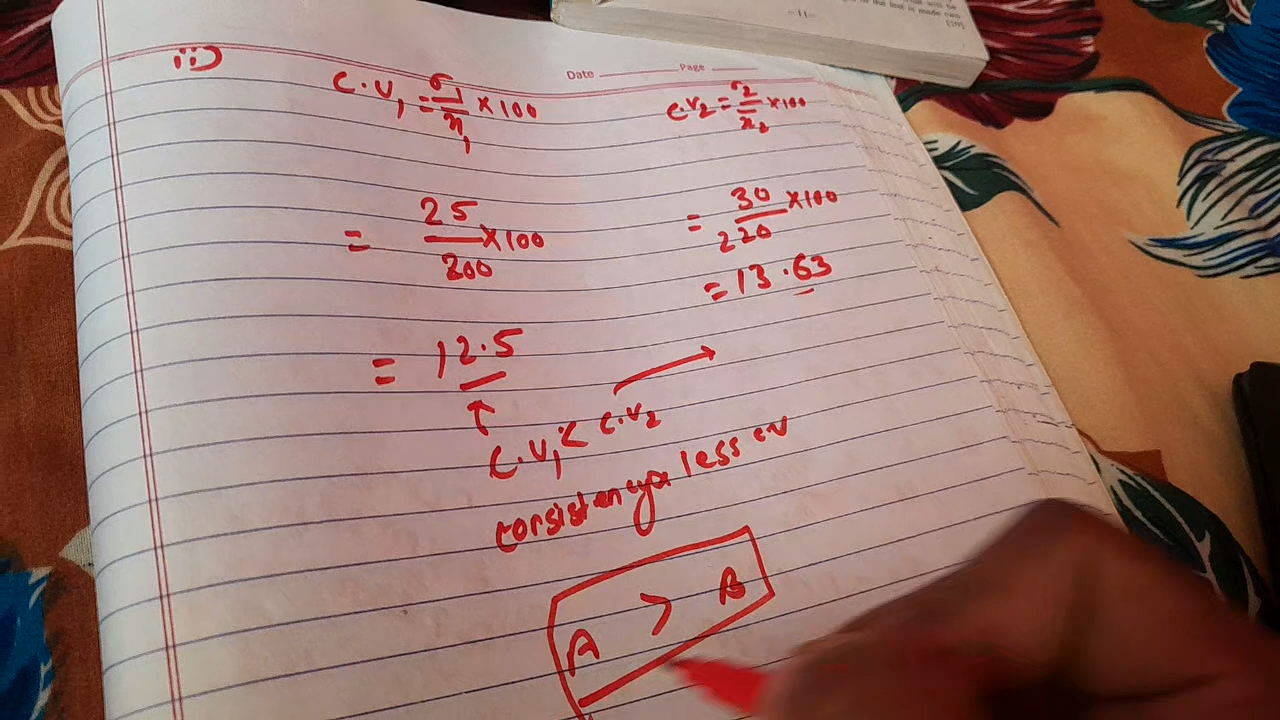 ii)
Date Page
C.V₁ = σ₁/x̄₁ × 100
C.V₂ = σ₂/x̄₂ × 100
= 25/200 × 100
= 30/220 × 100
= 12.5
= 13.63
C.V₁ < C.V₂
consistency α less cv
A > B
-11-